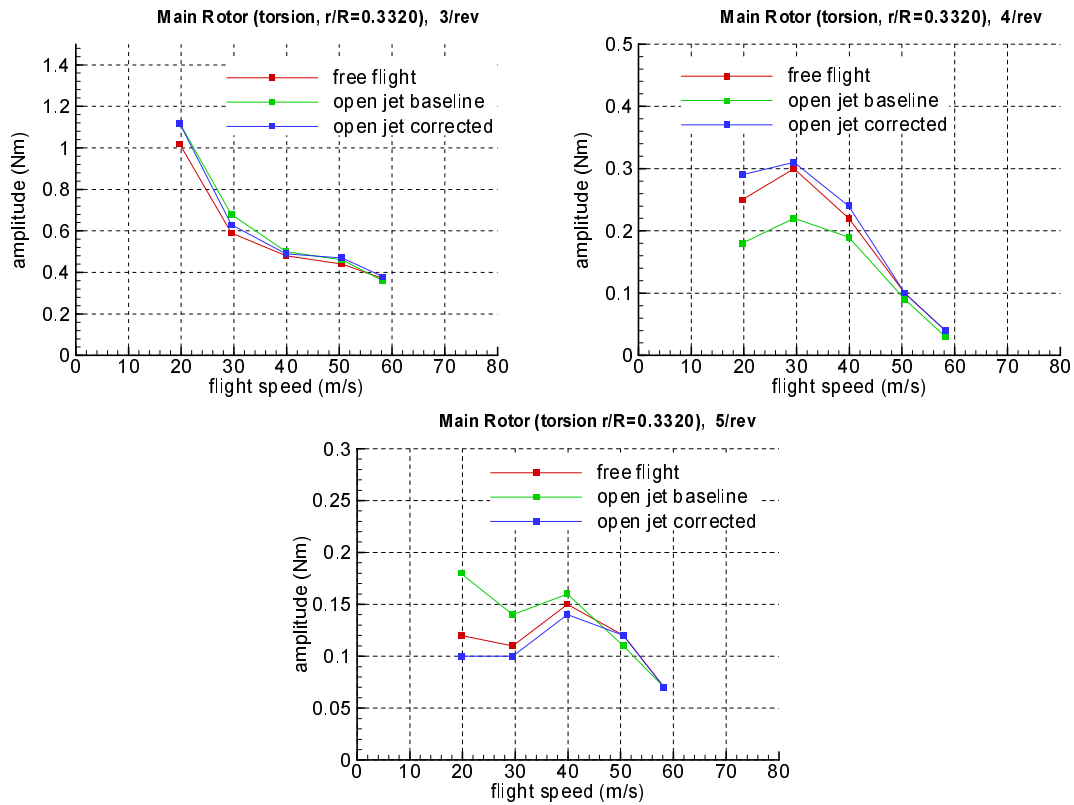 Main Rotor (torsion, r/R=0.3320), 3/rev
1.4
1.2
1
0.8
0.6
0.4
0.2
0
amplitude (Nm)
free flight
open jet baseline
open jet corrected
0 10 20 30 40 50 60 70 80
flight speed (m/s)
Main Rotor (torsion, r/R=0.3320), 4/rev
0.5
0.4
0.3
0.2
0.1
0
amplitude (Nm)
free flight
open jet baseline
open jet corrected
0 10 20 30 40 50 60 70 80
flight speed (m/s)
Main Rotor (torsion r/R=0.3320), 5/rev
0.3
0.25
0.2
0.15
0.1
0.05
0
amplitude (Nm)
free flight
open jet baseline
open jet corrected
0 10 20 30 40 50 60 70 80
flight speed (m/s)